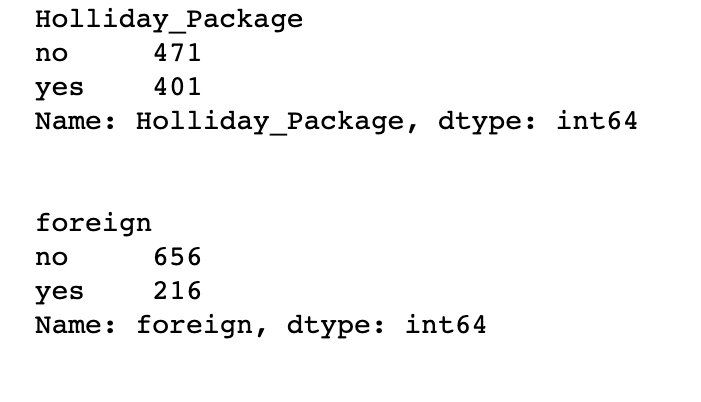 Holliday_Package
no     471
yes    401
Name: Holliday_Package, dtype: int64
foreign
no     656
yes    216
Name: foreign, dtype: int64